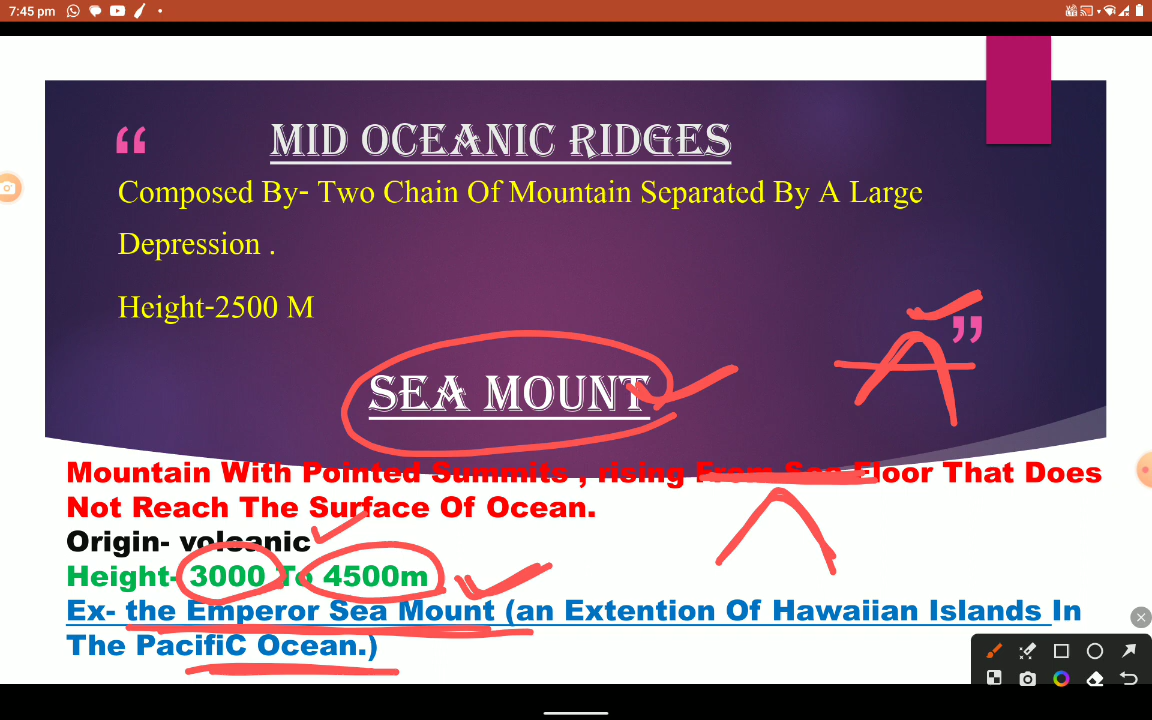 7:45 pm
“
MID OCEANIC RIDGES
Composed By- Two Chain Of Mountain Separated By A Large
Depression .
Height-2500 M
”
SEA MOUNT
Mountain With Pointed Summits , rising From Sea Floor That Does
Not Reach The Surface Of Ocean.
Origin- volcanic
Height- 3000 To 4500m
Ex- the Emperor Sea Mount (an Extention Of Hawaiian Islands In
The PacifiC Ocean.)